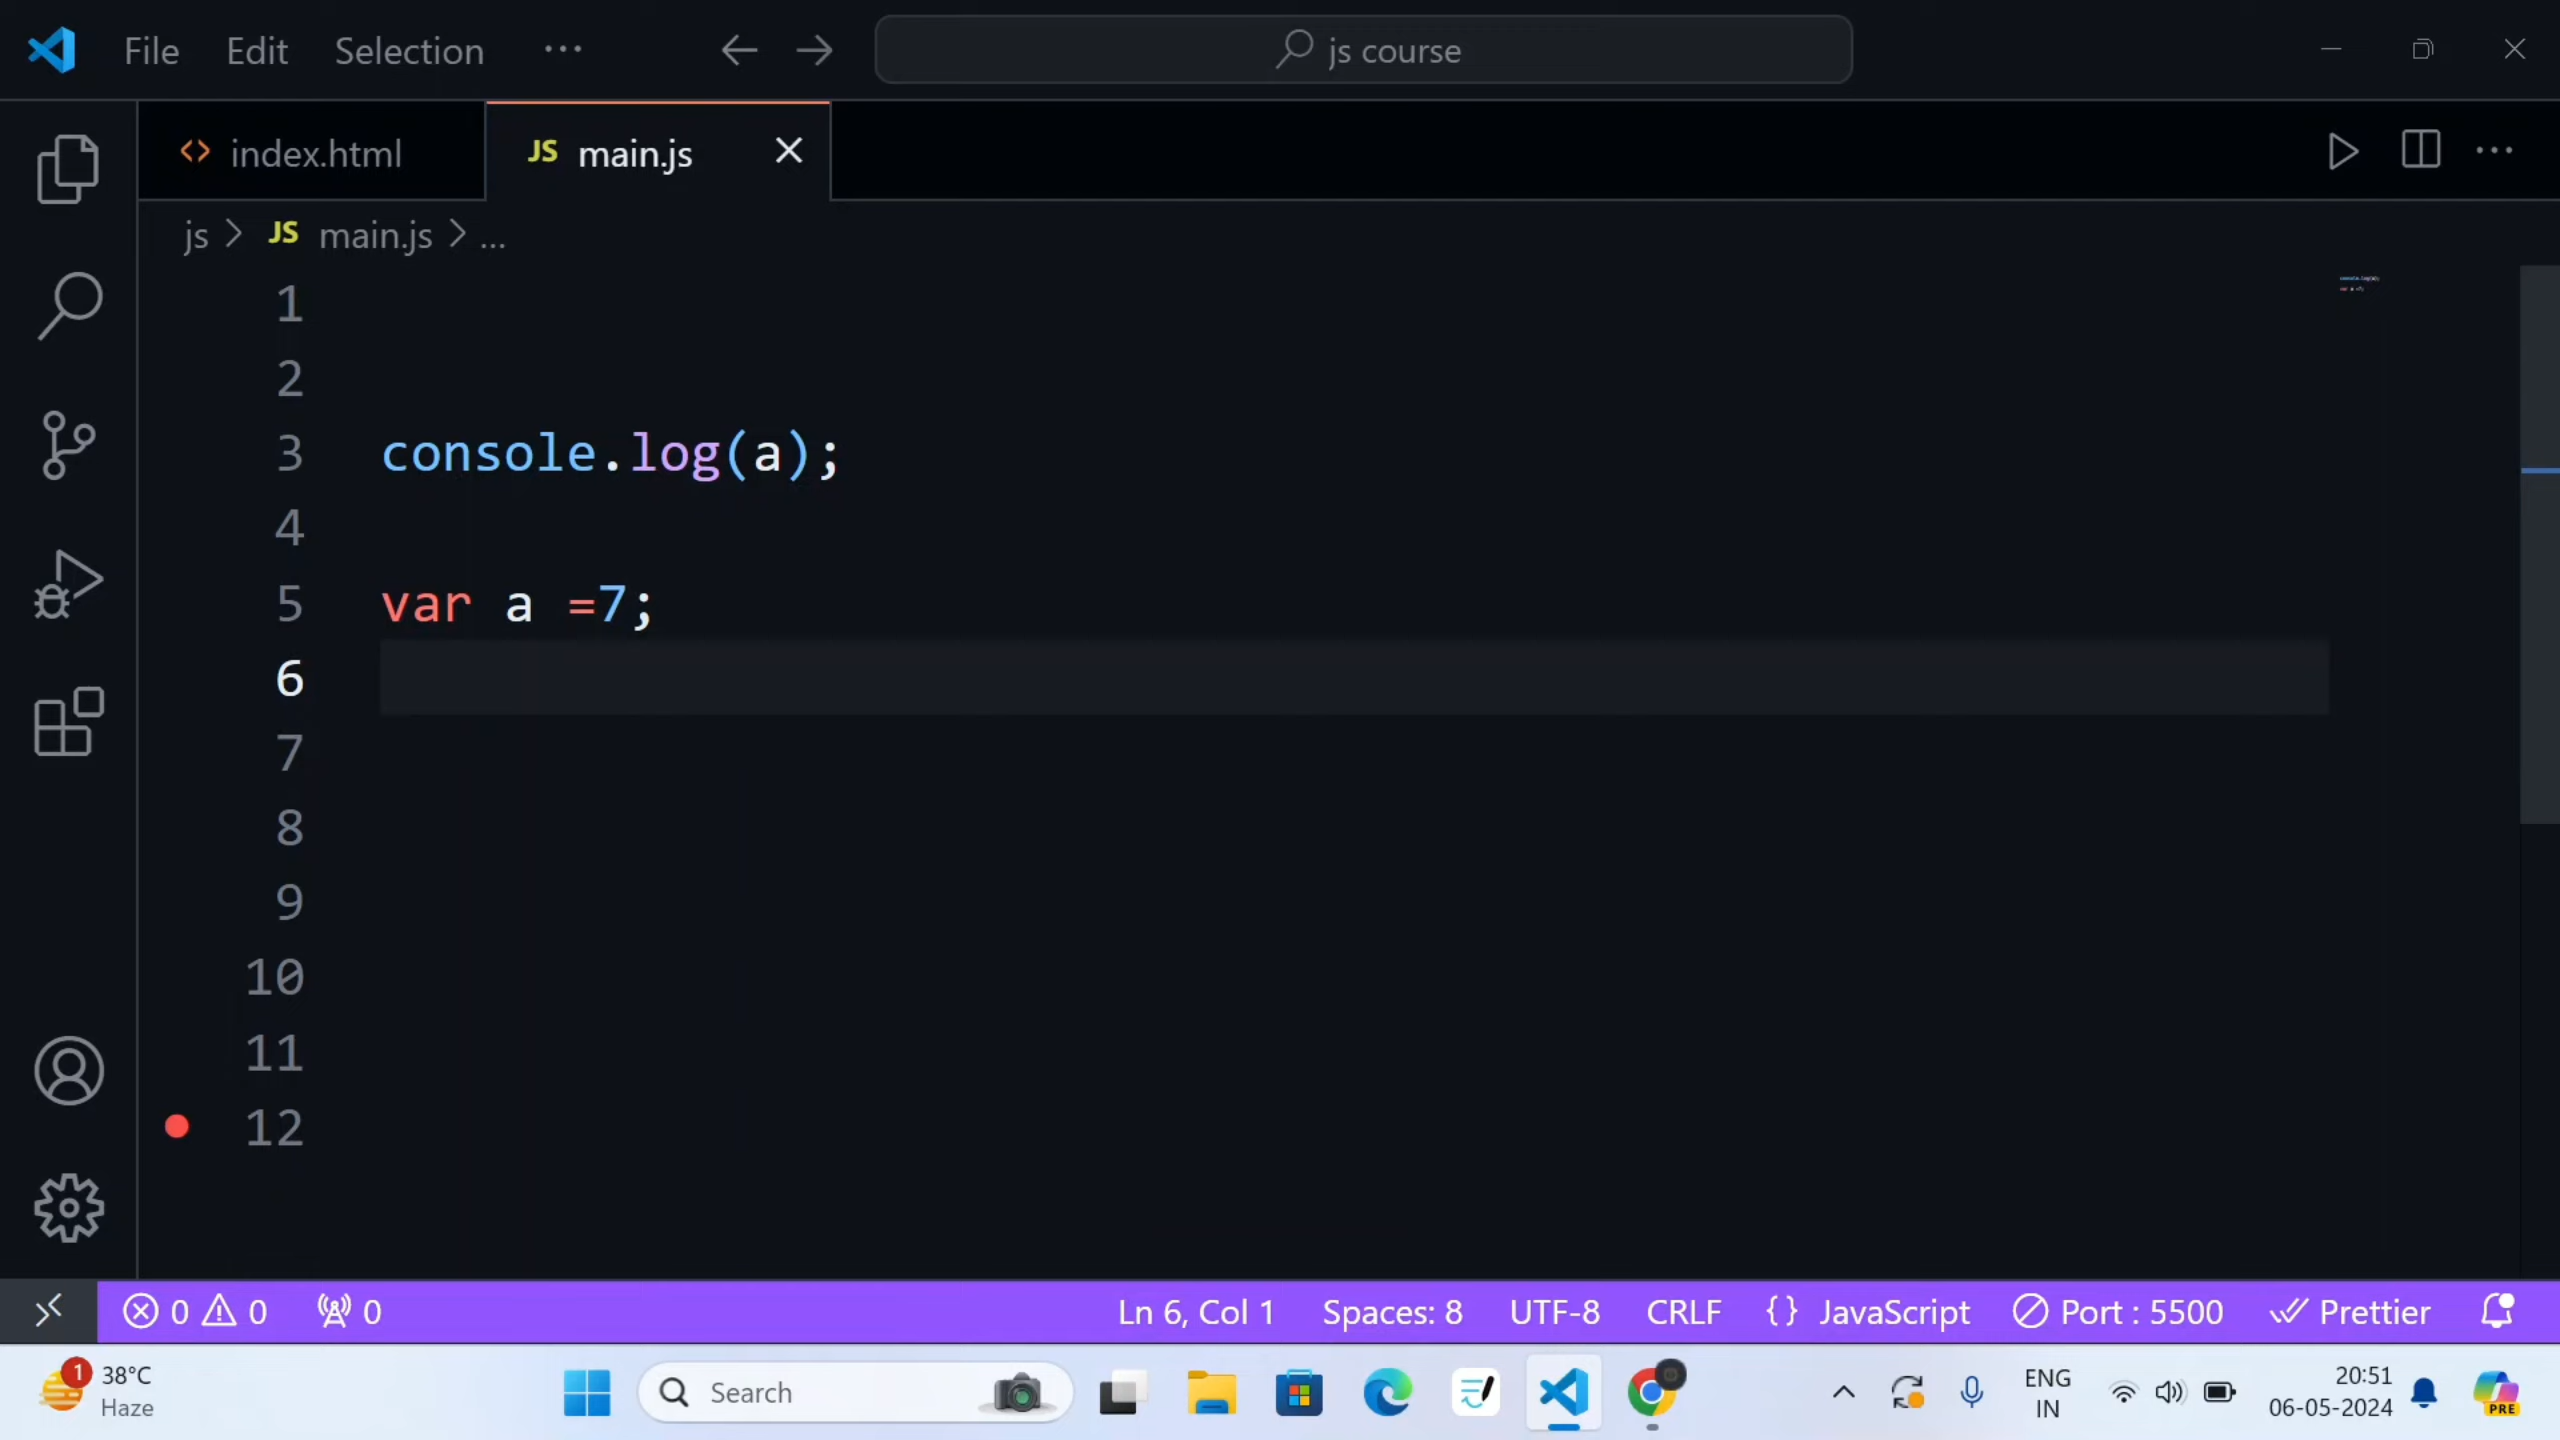 File Edit Selection ··· js course
index.html JS main.js
js > JS main.js > ...
1
2
3 console.log(a);
4
5 var a =7;
6
7
8
9
10
11
12
0 0 0 Ln 6, Col 1 Spaces: 8 UTF-8 CRLF {} JavaScript Port : 5500 Prettier
1 38°C Search ENG 20:51
Haze IN 06-05-2024 PRE